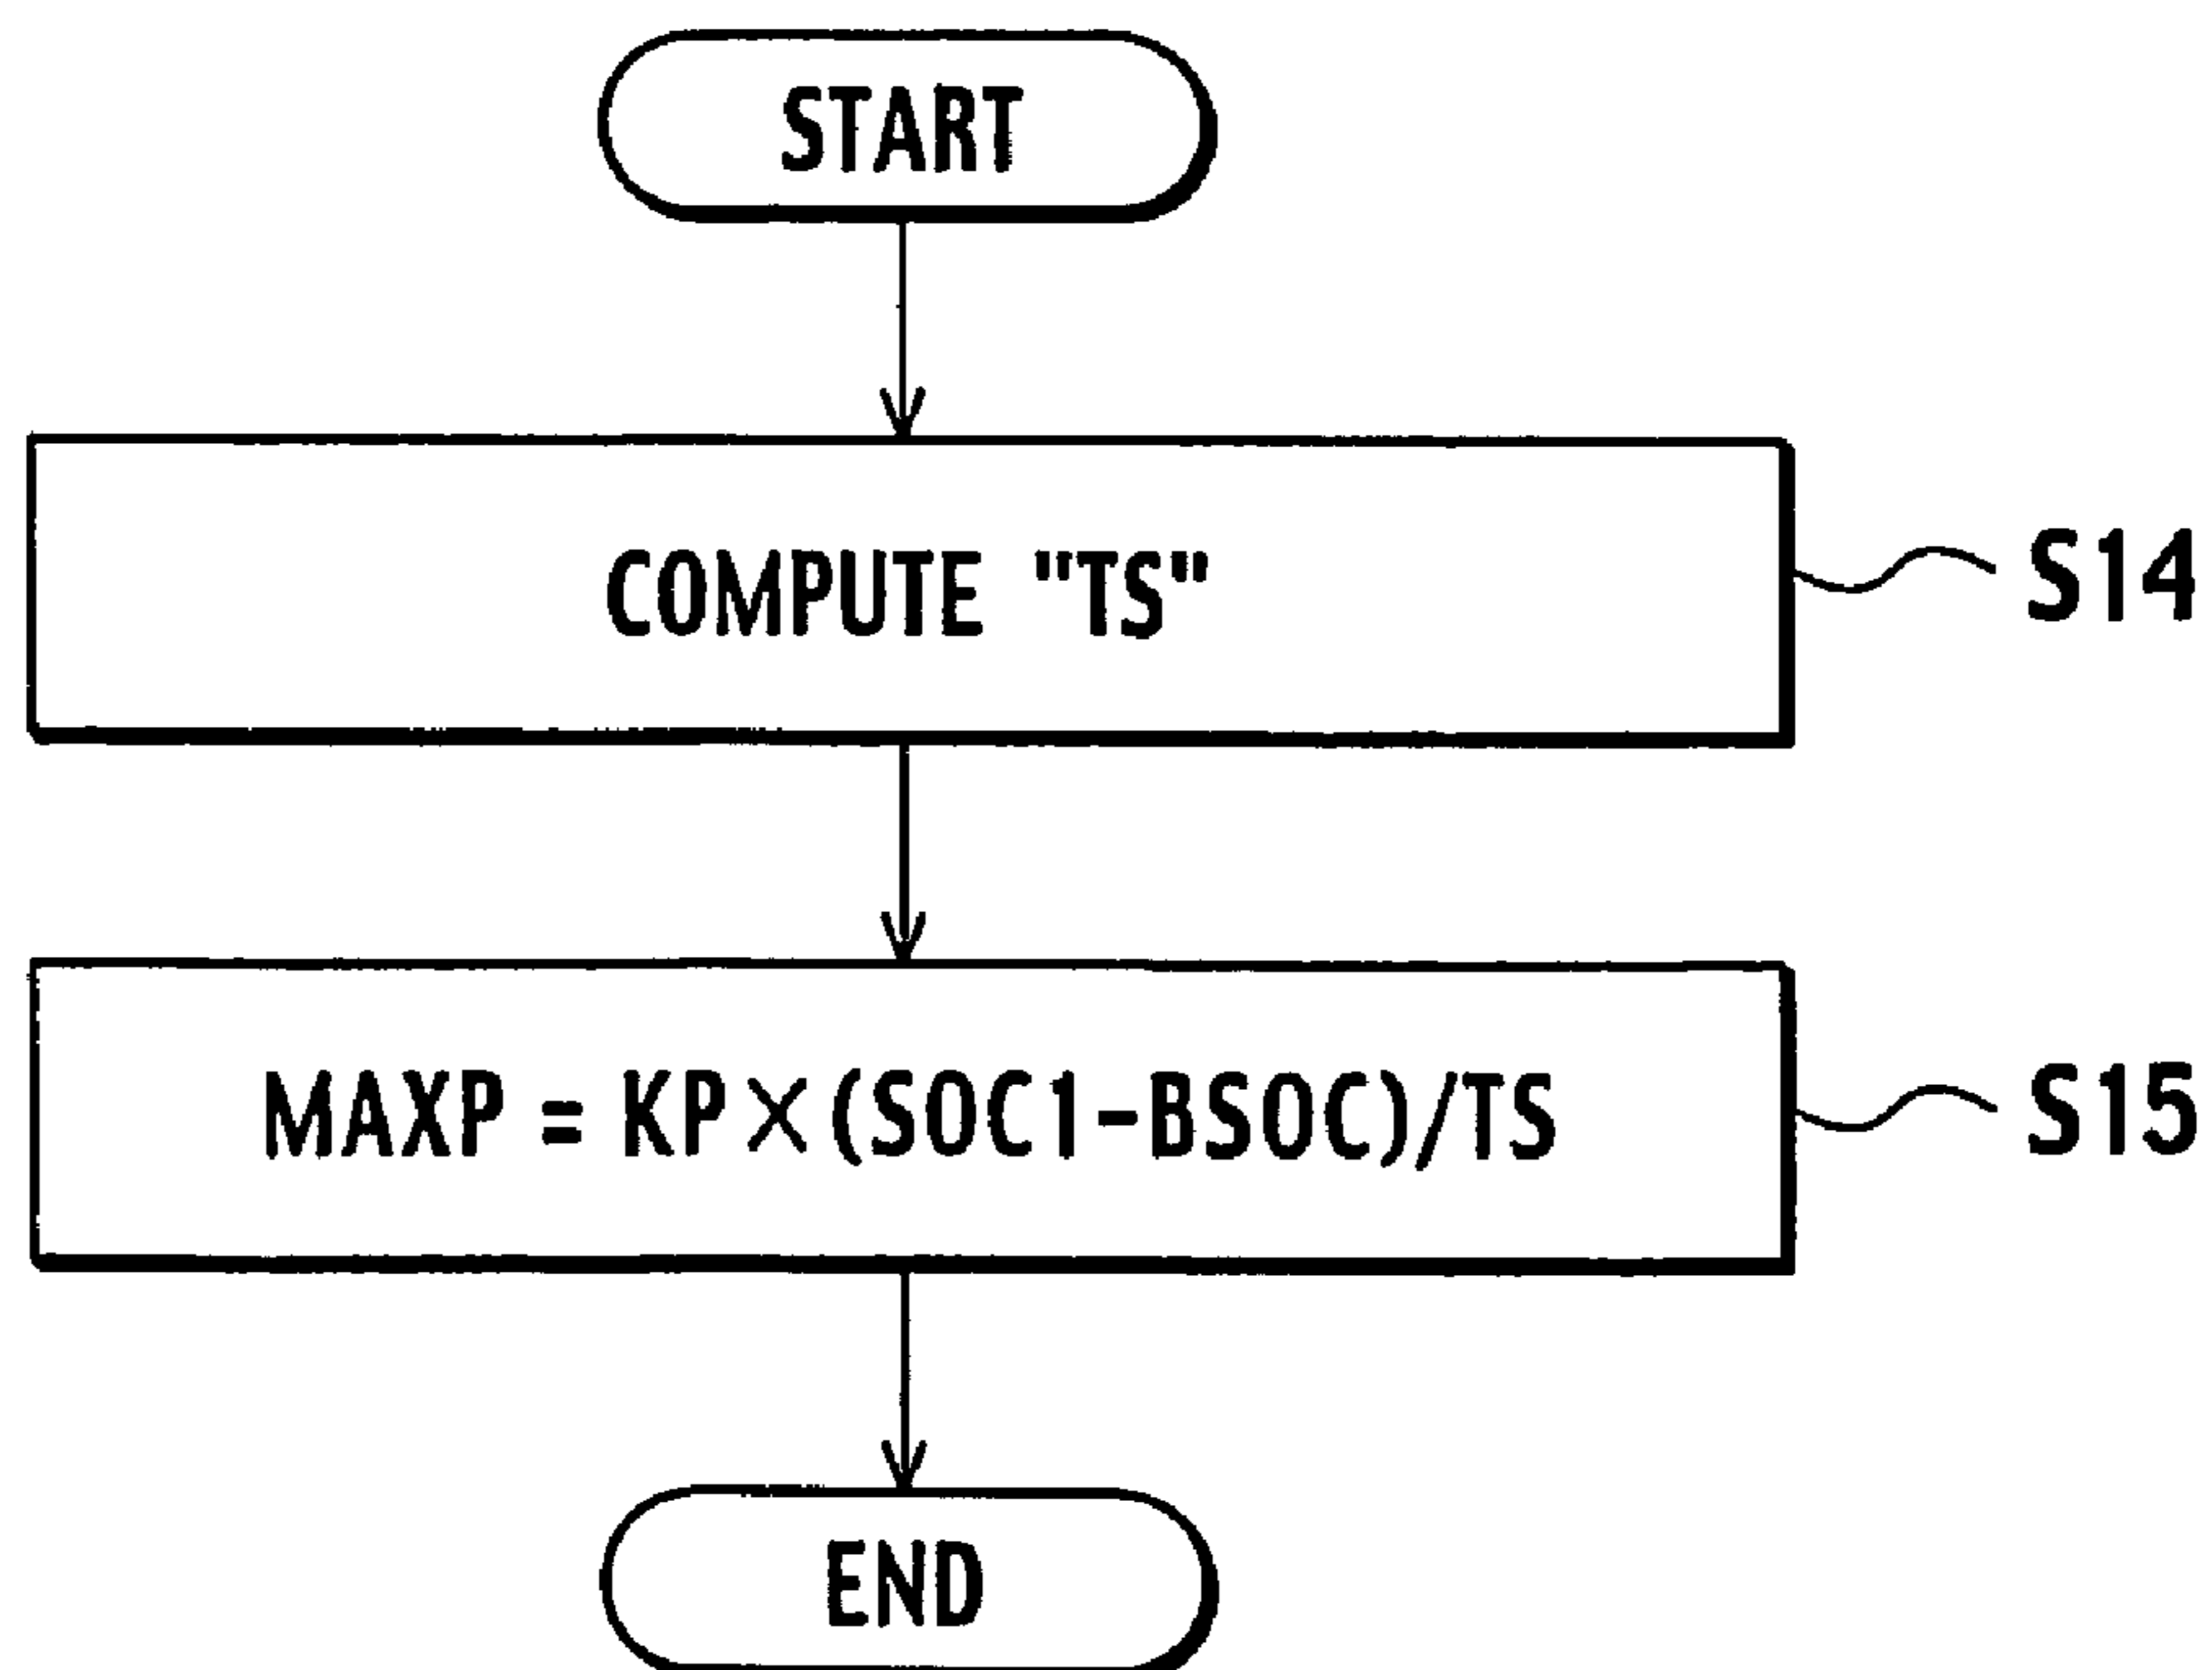 START
COMPUTE "TS"
S14
MAXP = KP×(SOC1-BSOC)/TS
S15
END